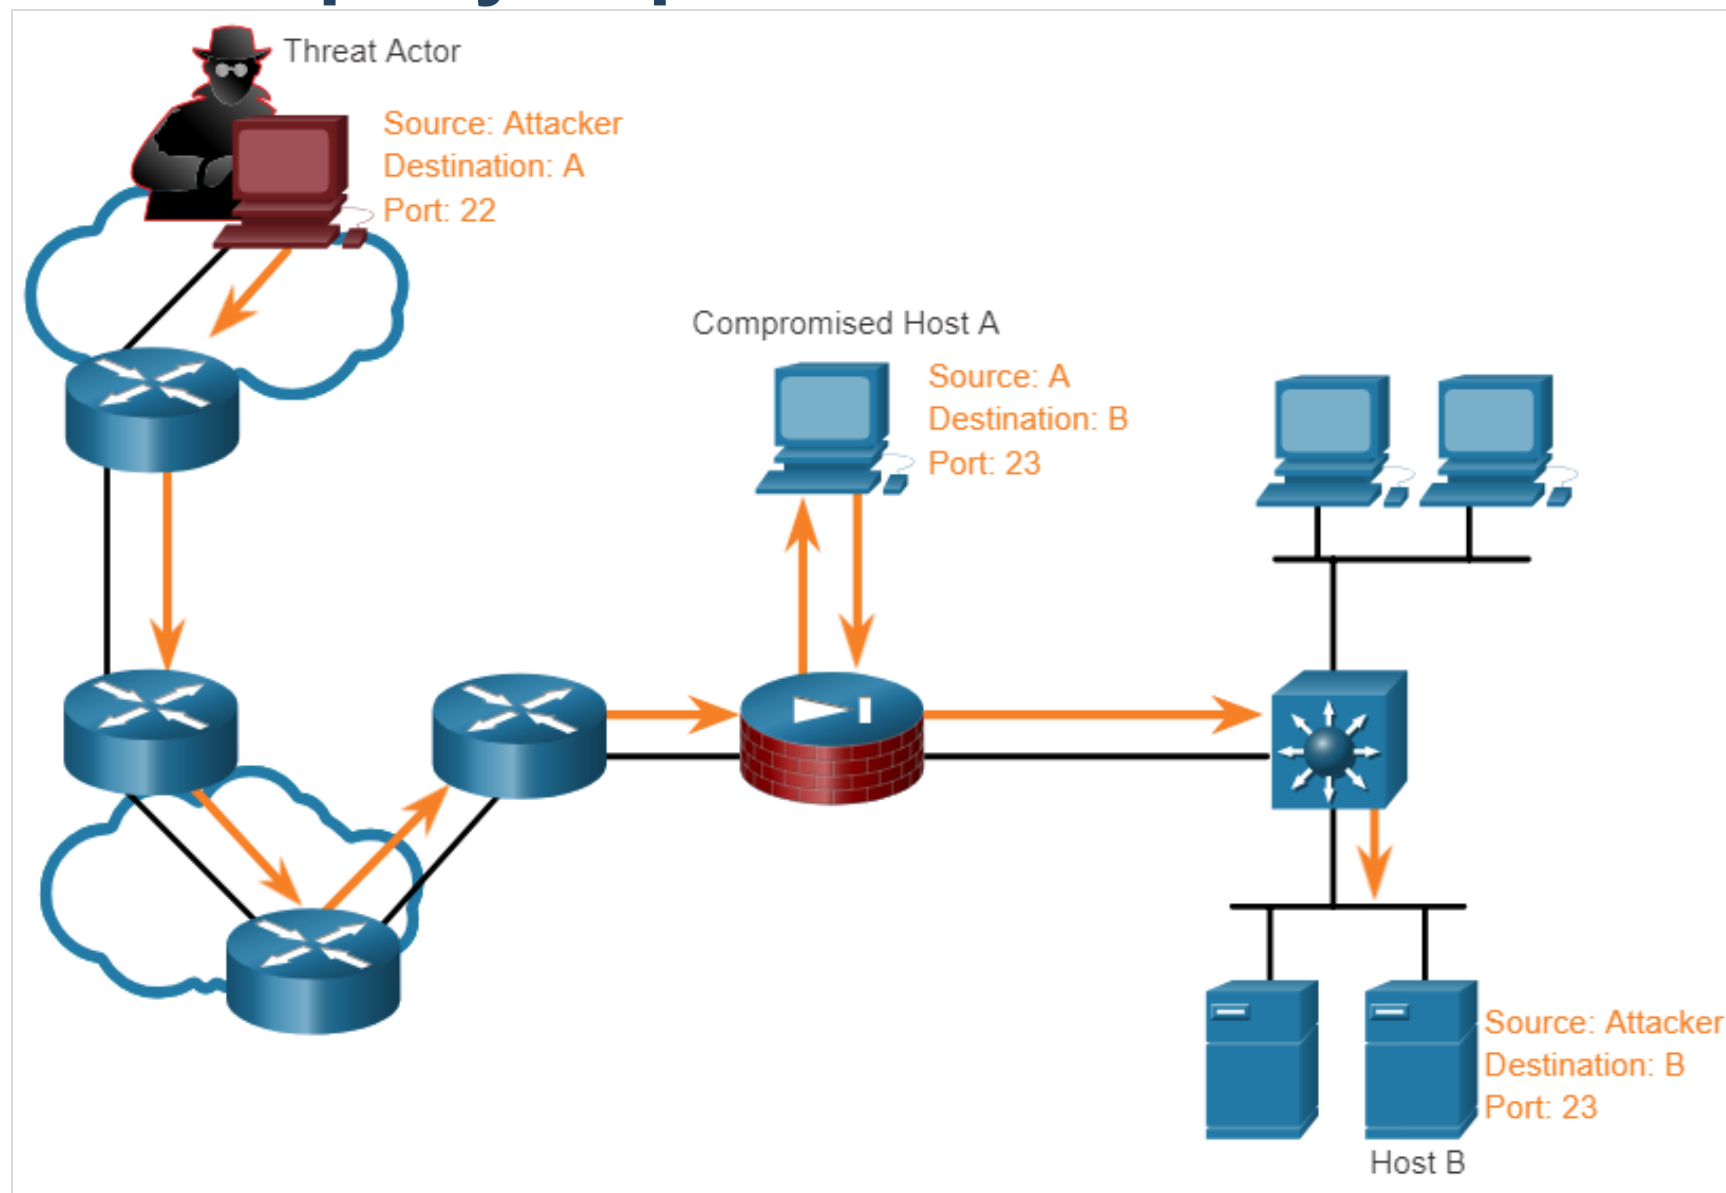 Threat Actor
Source: Attacker
Destination: A
Port: 22
Compromised Host A
Source: A
Destination: B
Port: 23
Source: Attacker
Destination: B
Port: 23
Host B